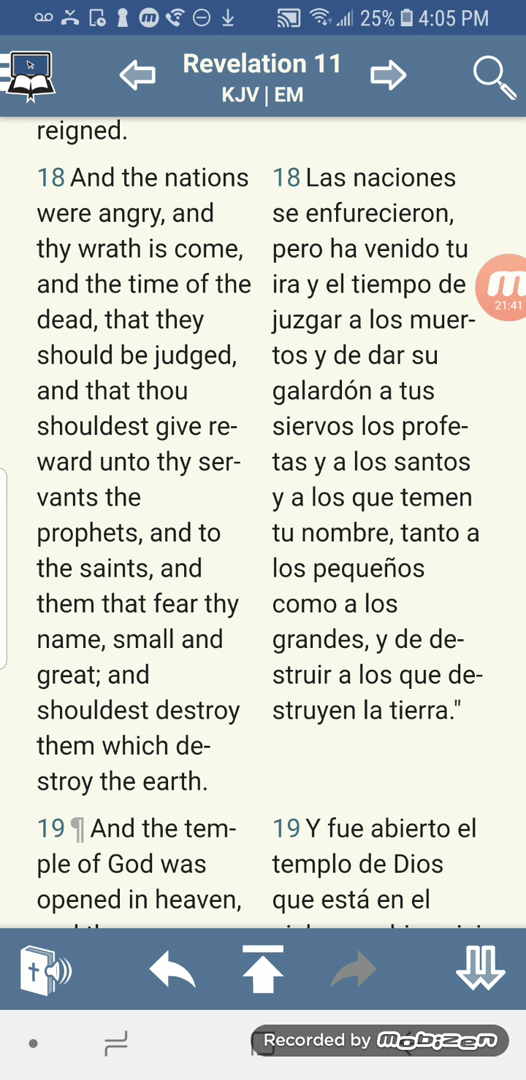 25% 4:05 PM
Revelation 11
KJV | EM
reigned.
18 And the nations
were angry, and
thy wrath is come,
and the time of the
dead, that they
should be judged,
and that thou
shouldest give re-
ward unto thy ser-
vants the
prophets, and to
the saints, and
them that fear thy
name, small and
great; and
shouldest destroy
them which de-
stroy the earth.
19 ¶ And the tem-
ple of God was
opened in heaven,
18 Las naciones
se enfurecieron,
pero ha venido tu
ira y el tiempo de
juzgar a los muer-
tos y de dar su
galardón a tus
siervos los profe-
tas y a los santos
y a los que temen
tu nombre, tanto a
los pequeños
como a los
grandes, y de de-
struir a los que de-
struyen la tierra."
19 Y fue abierto el
templo de Dios
que está en el
m
21:41
Recorded by mobizen